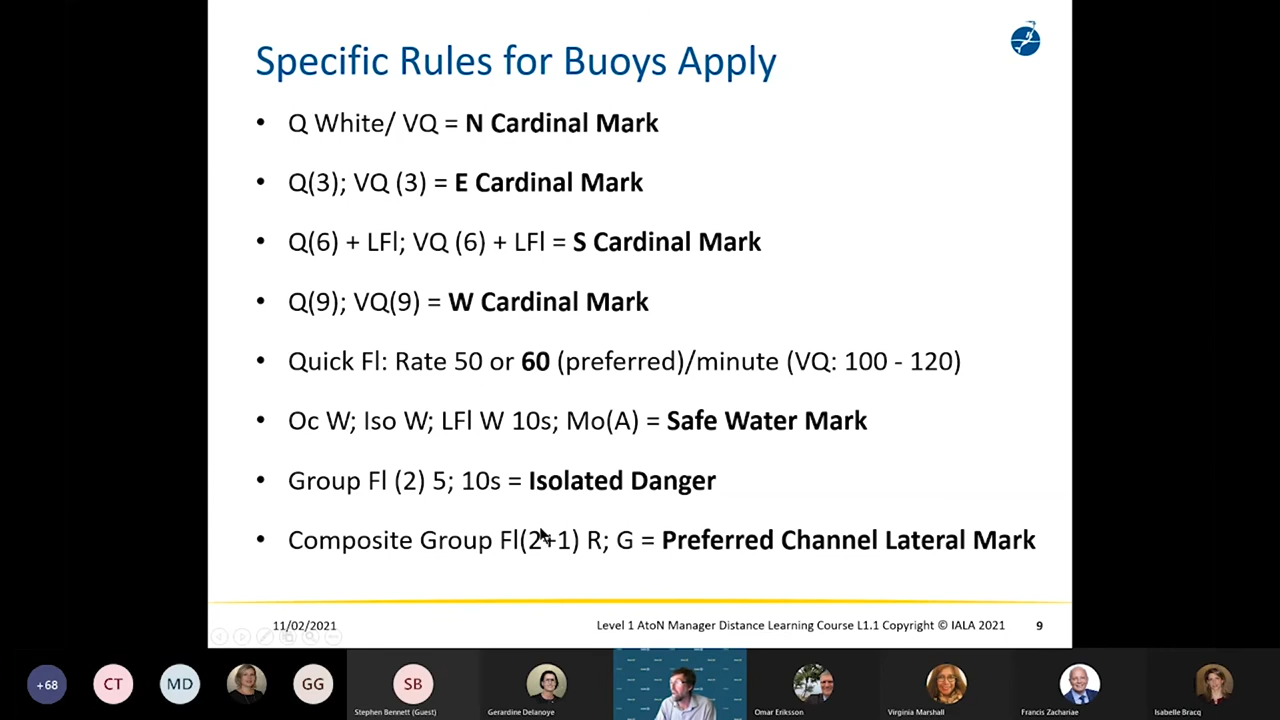 Specific Rules for Buoys Apply
• Q White/ VQ = N Cardinal Mark
• Q(3); VQ (3) = E Cardinal Mark
• Q(6) + LFl; VQ (6) + LFl = S Cardinal Mark
• Q(9); VQ(9) = W Cardinal Mark
• Quick Fl: Rate 50 or 60 (preferred)/minute (VQ: 100 - 120)
• Oc W; Iso W; LFl W 10s; Mo(A) = Safe Water Mark
• Group Fl (2) 5; 10s = Isolated Danger
• Composite Group Fl(2+1) R; G = Preferred Channel Lateral Mark
11/02/2021
Level 1 AtoN Manager Distance Learning Course L1.1 Copyright © IALA 2021
9
+68
CT
MD
GG
SB
Stephen Bennett (Guest)
Gerardine Delanoye
Omar Eriksson
Virginia Marshall
Francis Zachariae
Isabelle Bracq